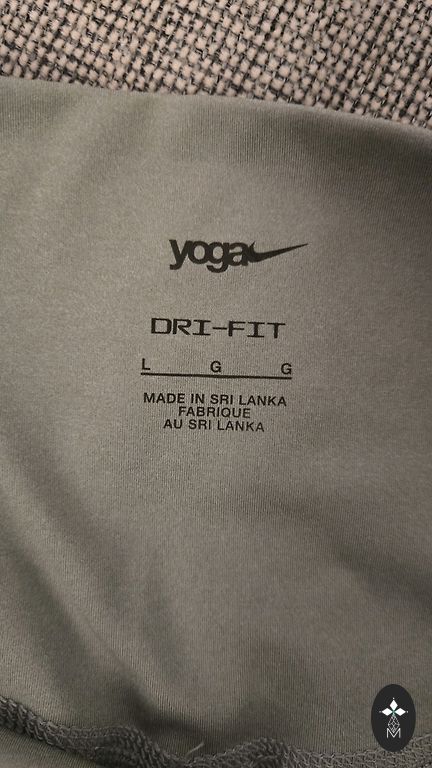 yoga
DRI-FIT
L G G
MADE IN SRI LANKA
FABRIQUE
AU SRI LANKA
M